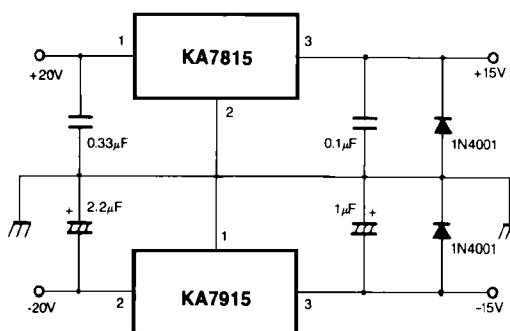 KA7815
1
3
+20V
+15V
2
0.33µF
0.1µF
1N4001
+
2.2µF
1µF
+
1
1N4001
KA7915
2
3
-20V
-15V